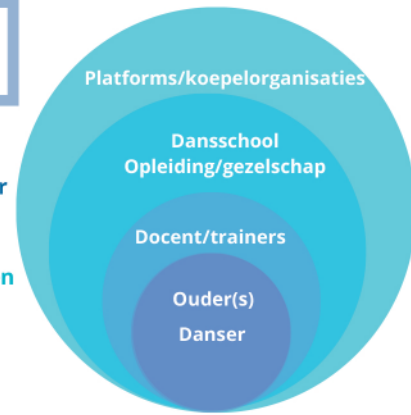 Platforms/koepelorganisaties
Dansschool
Opleiding/gezelschap
r
Docent/trainers
n
Ouder(s)
Danser